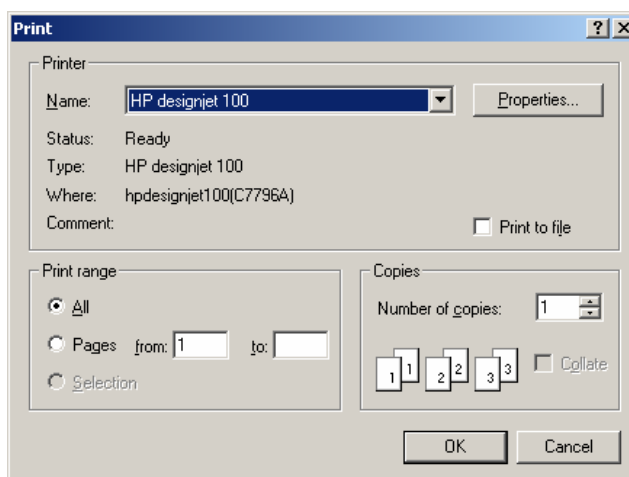 Print
Printer
Name: HP designjet 100 Properties...
Status: Ready
Type: HP designjet 100
Where: hpdesignjet100(C7796A)
Comment:
Print to file
Print range
All
Pages from: 1 to:
Selection
Copies
Number of copies: 1
1 1 2 2 3 3 Collate
OK Cancel